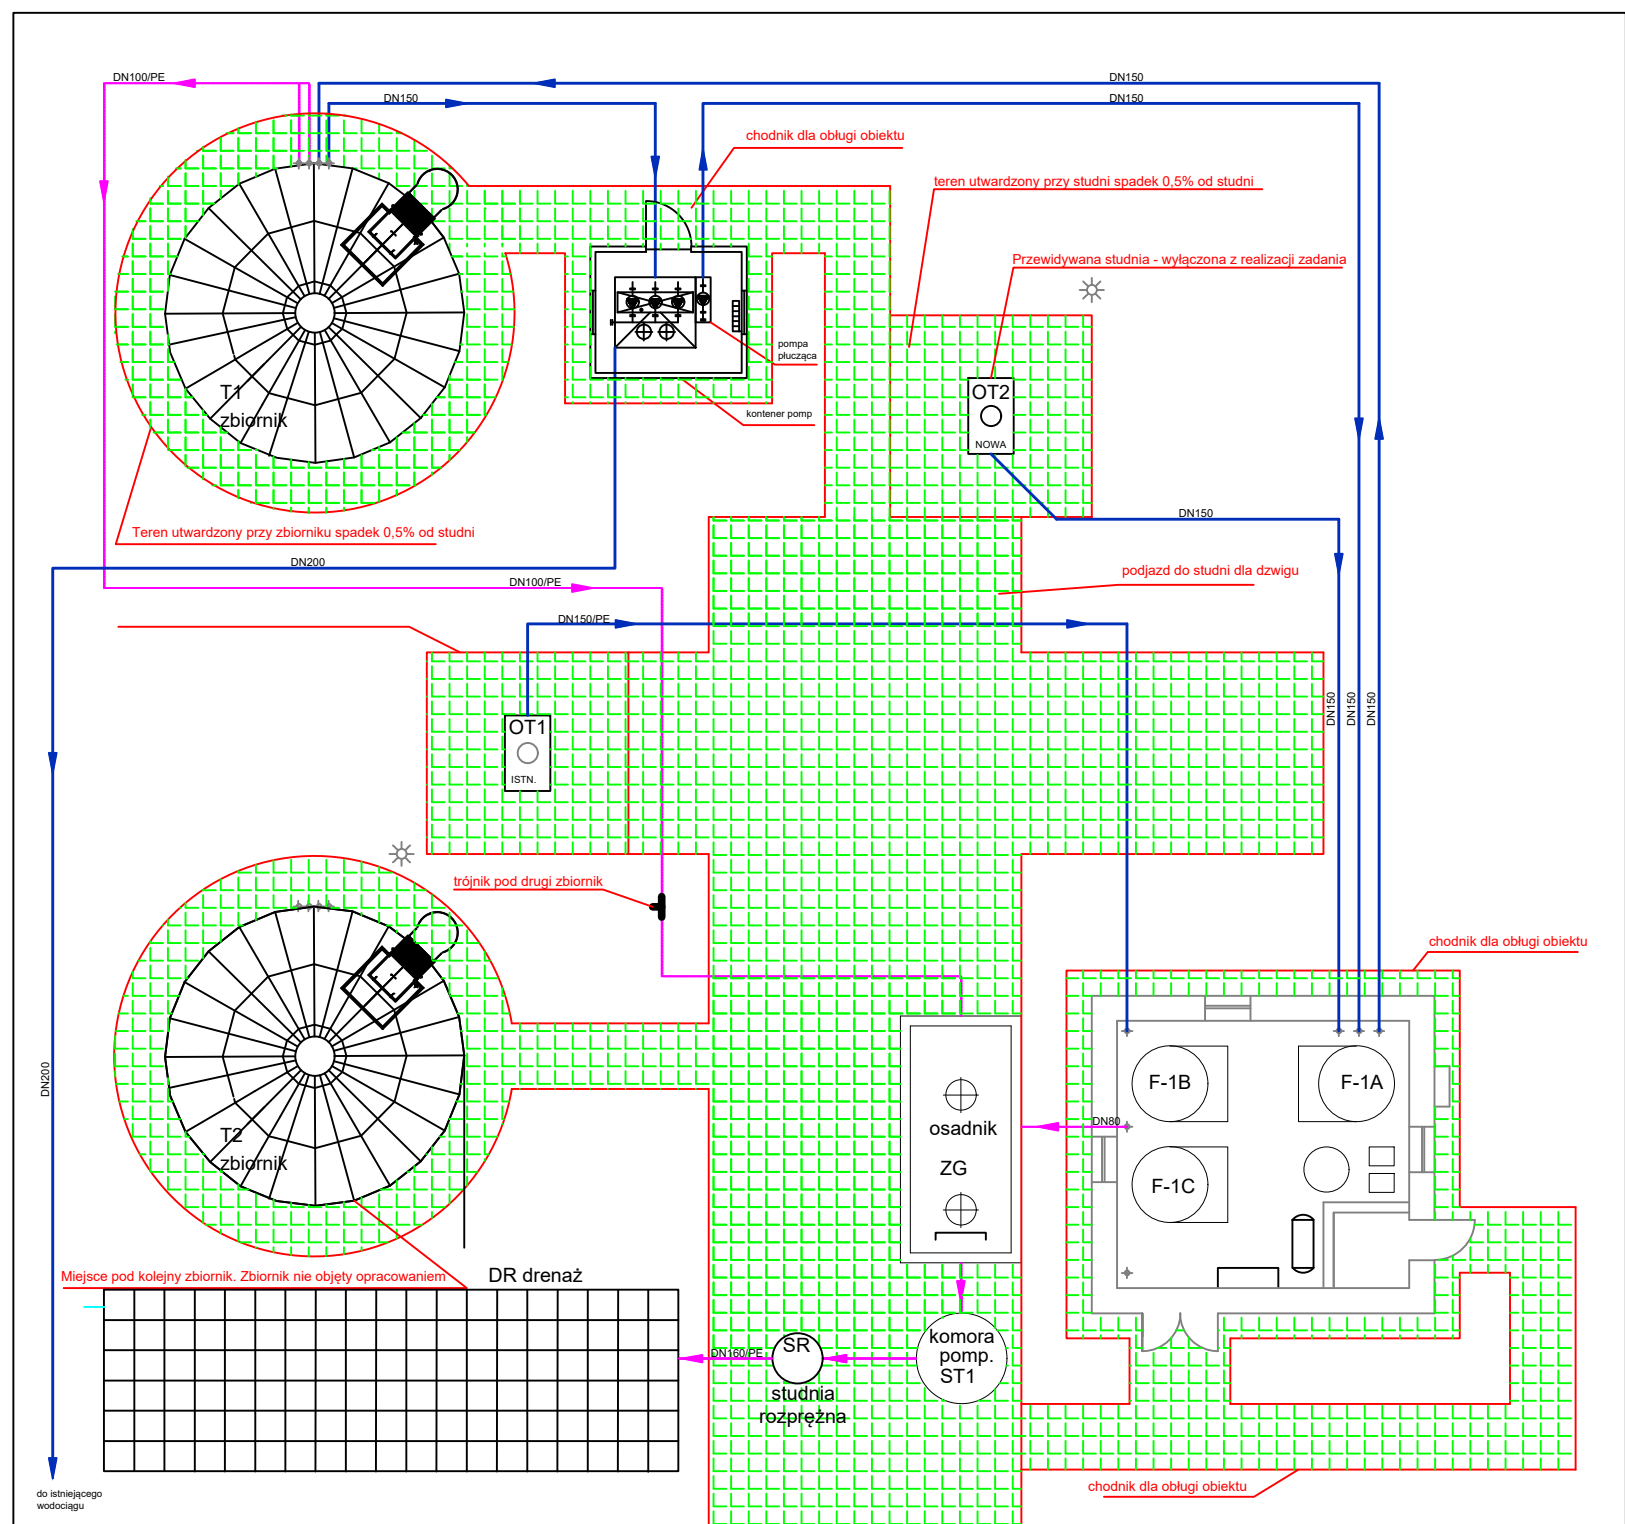 DN100/PE
DN150
DN150
DN150
chodnik dla obługi obiektu
teren utwardzony przy studni spadek 0,5% od studni
Przewidywana studnia - wyłączona z realizacji zadania
pompa
płucząca
kontener pomp
T1
zbiornik
OT2
NOWA
Teren utwardzony przy zbiorniku spadek 0,5% od studni
DN150
DN200
DN100/PE
podjazd do studni dla dzwigu
DN150/PE
DN150
DN150
DN150
OT1
ISTN.
trójnik pod drugi zbiornik
chodnik dla obługi obiektu
DN200
T2
zbiornik
osadnik
ZG
DN80
F-1B
F-1A
F-1C
Miejsce pod kolejny zbiornik. Zbiornik nie objęty opracowaniem
DR drenaż
DN160/PE
SR
studnia
rozprężna
komora
pomp.
ST1
chodnik dla obługi obiektu
do istniejącego
wodociągu